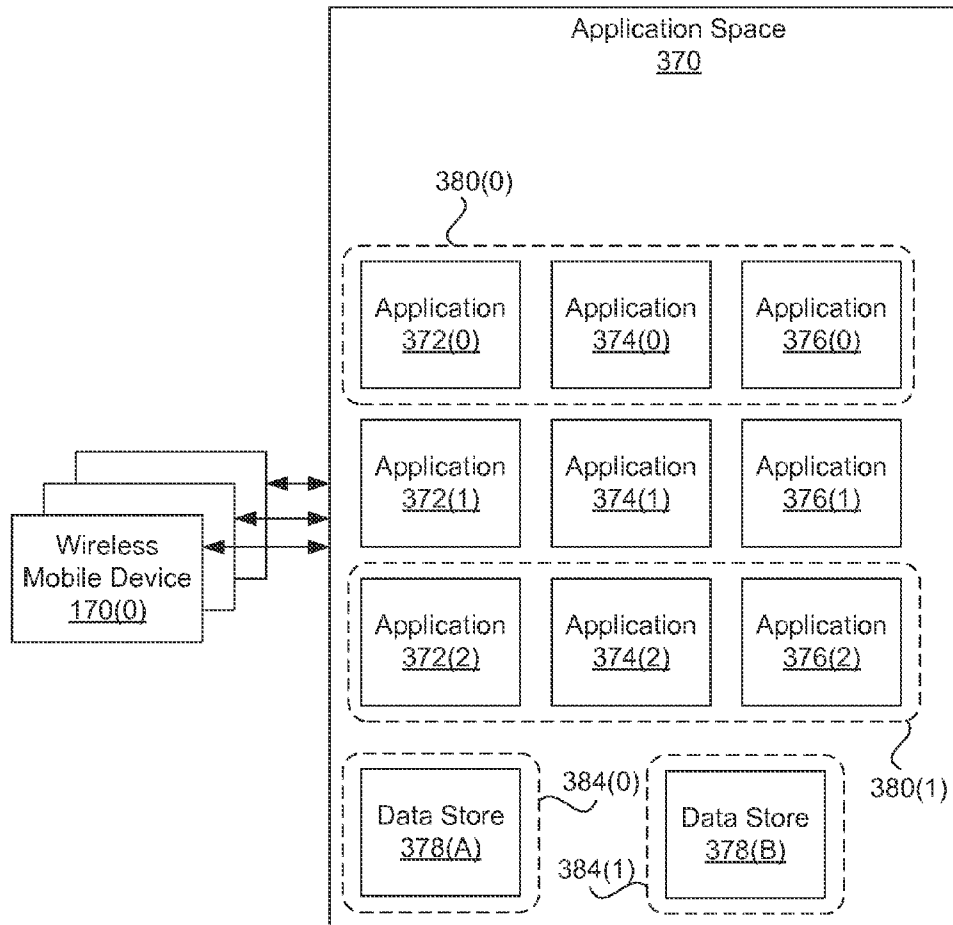 Application Space
370
380(0)
Application
372(0)
Application
374(0)
Application
376(0)
Application
372(1)
Application
374(1)
Application
376(1)
Wireless
Mobile Device
170(0)
Application
372(2)
Application
374(2)
Application
376(2)
380(1)
Data Store
378(A)
384(0)
Data Store
378(B)
384(1)